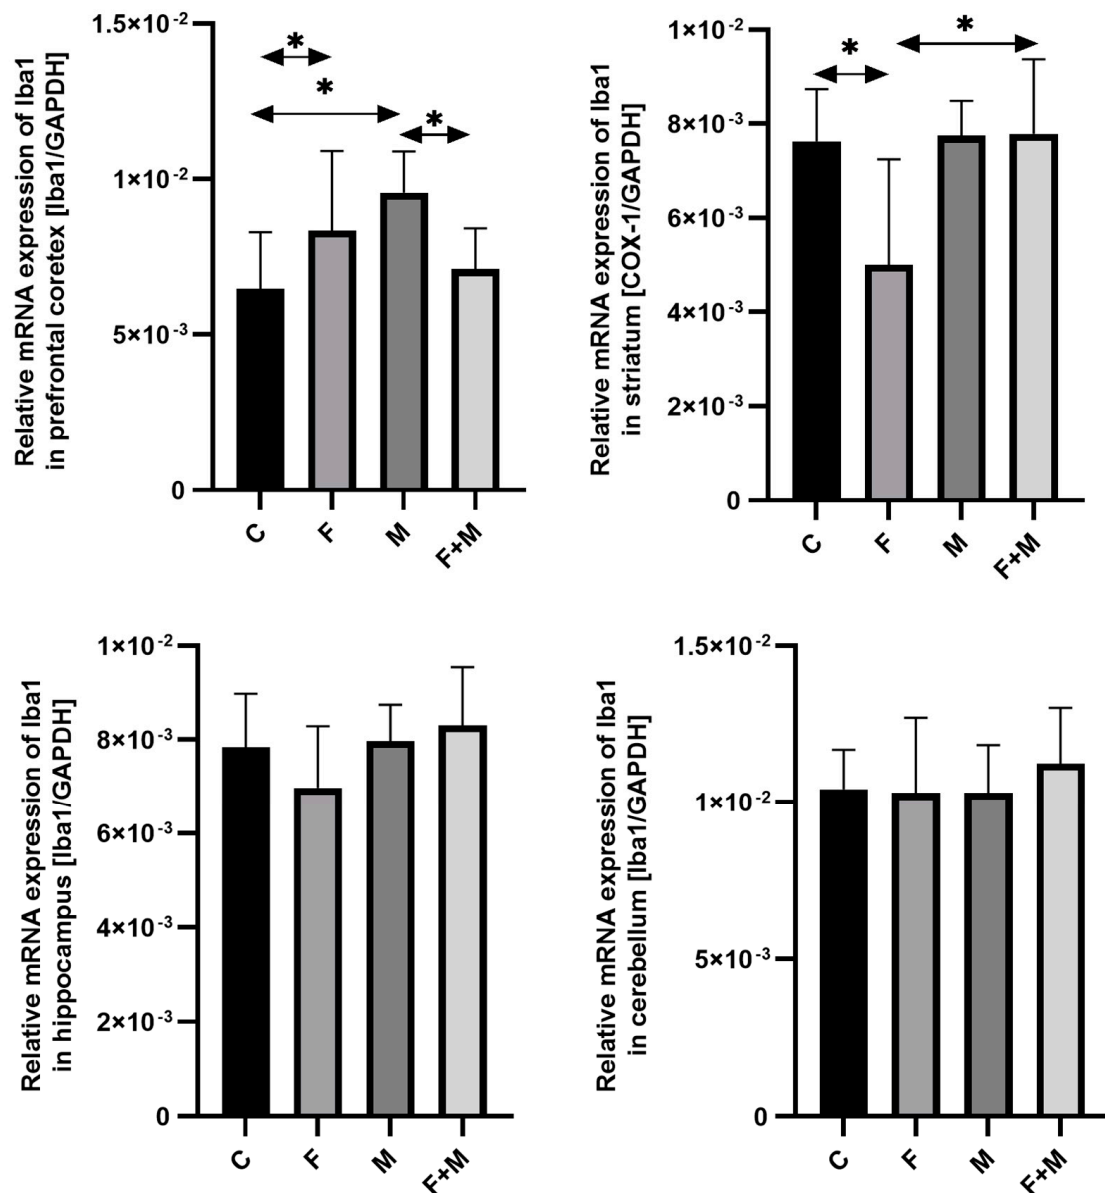 Relative mRNA expression of Iba1
in prefrontal coretex [Iba1/GAPDH]
1.5×10⁻²
1×10⁻²
5×10⁻³
0
*
*
*
C
F
M
F+M
Relative mRNA expression of Iba1
in striatum [COX-1/GAPDH]
1×10⁻²
8×10⁻³
6×10⁻³
4×10⁻³
2×10⁻³
0
*
*
C
F
M
F+M
Relative mRNA expression of Iba1
in hippocampus [Iba1/GAPDH]
1×10⁻²
8×10⁻³
6×10⁻³
4×10⁻³
2×10⁻³
0
C
F
M
F+M
Relative mRNA expression of Iba1
in cerebellum [Iba1/GAPDH]
1.5×10⁻²
1×10⁻²
5×10⁻³
0
C
F
M
F+M